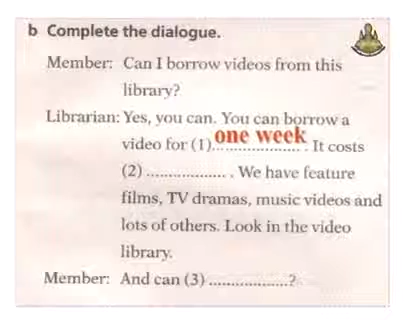 b Complete the dialogue.
Member: Can I borrow videos from this
library?
Librarian: Yes, you can. You can borrow a
video for (1) one week .................... . It costs
(2) ................... . We have feature
films, TV dramas, music videos and
lots of others. Look in the video
library.
Member: And can (3) ..................?